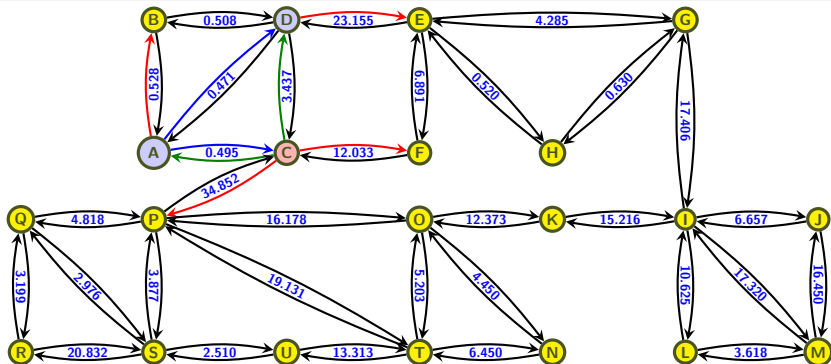 B 0.508 D 23.155 E 4.285 G
0.528 0.471 3.437 6.891 0.520 0.630 17.406
A 0.495 C 12.033 F H
34.852
Q 4.818 P 16.178 O 12.373 K 15.216 I 6.657 J
3.199 2.976 3.877 19.131 5.203 4.450 10.625 17.320 16.450
R 20.832 S 2.510 U 13.313 T 6.450 N L 3.618 M